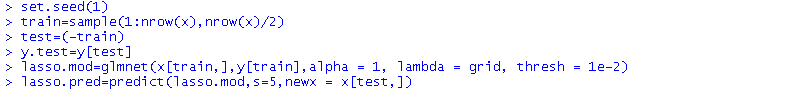 > set.seed(1)
> train=sample(1:nrow(x),nrow(x)/2)
> test=(-train)
> y.test=y[test]
> lasso.mod=glmnet(x[train,],y[train],alpha = 1, lambda = grid, thresh = 1e-2)
> lasso.pred=predict(lasso.mod,s=5,newx = x[test,])